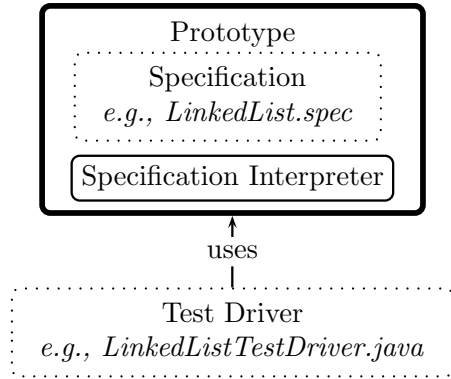 Prototype
Specification
e.g., LinkedList.spec
Specification Interpreter
uses
Test Driver
e.g., LinkedListTestDriver.java